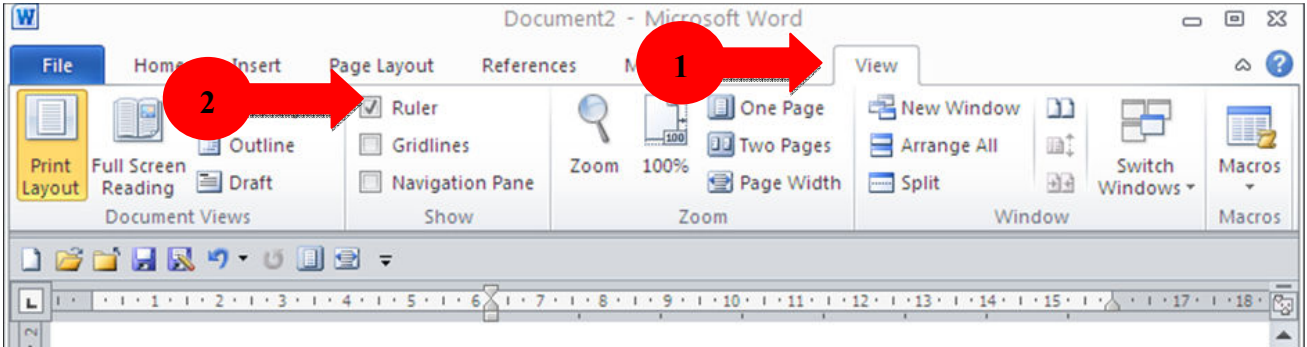 W
Document2 - Microsoft Word
File Home Insert Page Layout References M View ?
1
2
Ruler
One Page
New Window
Outline
Gridlines
Two Pages
Arrange All
Print
Layout
Full Screen
Reading
Draft
Navigation Pane
Zoom
100
100%
Page Width
Split
Switch
Windows
Macros
Document Views Show Zoom Window Macros
L 1 2 3 4 5 6 7 8 9 10 11 12 13 14 15 17 18
2